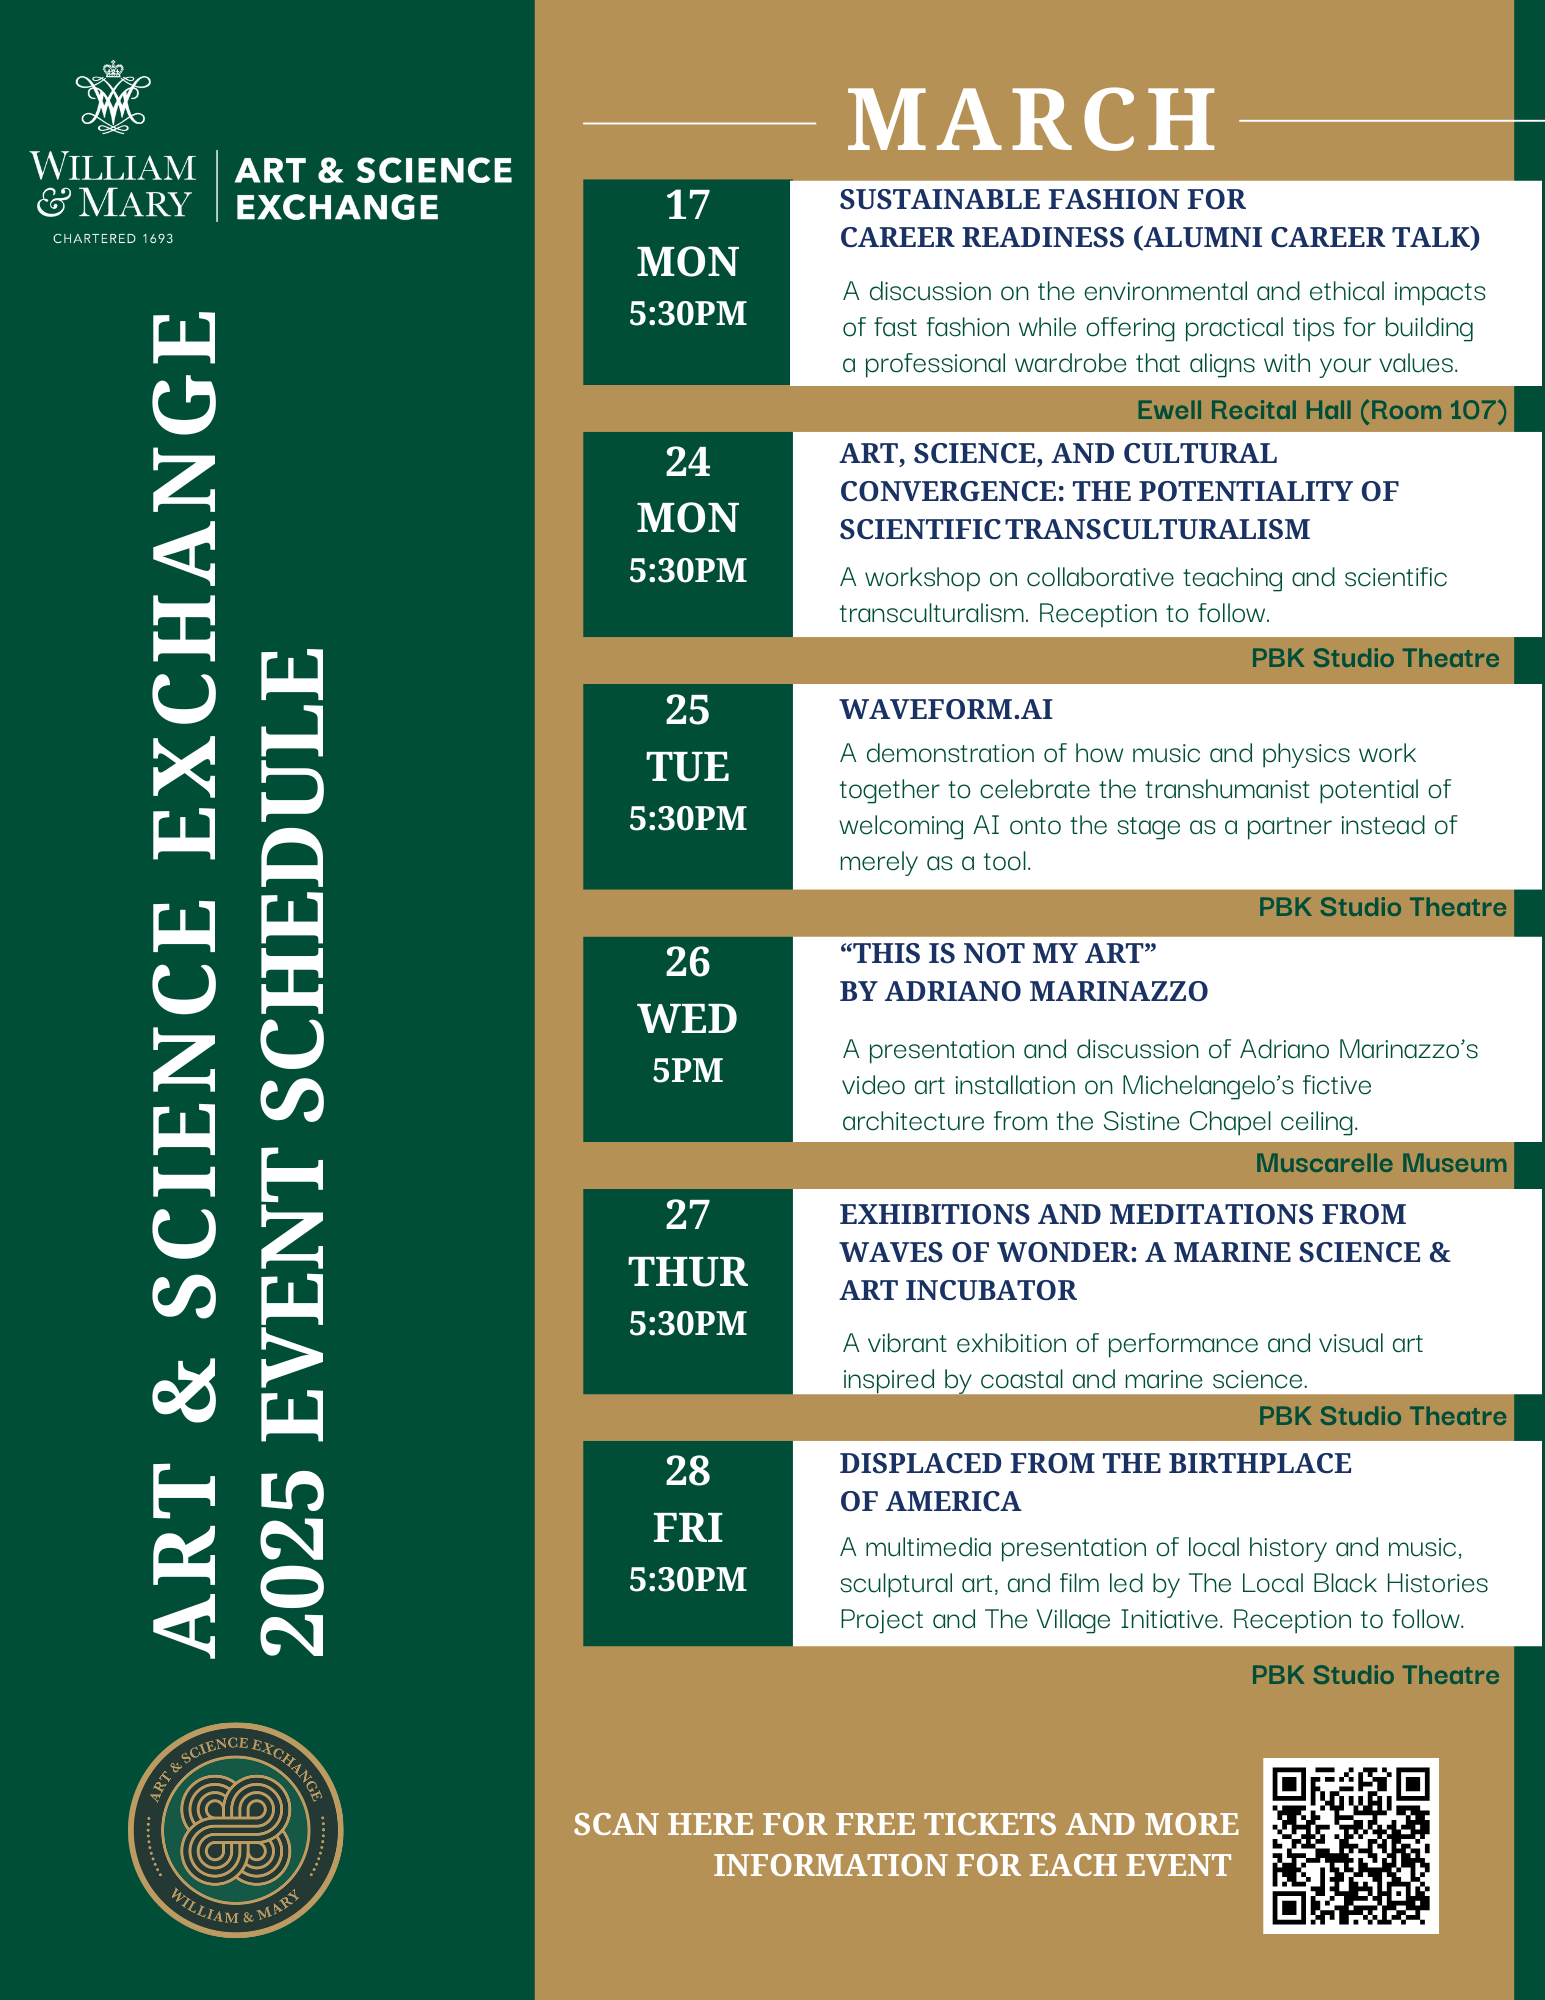 WILLIAM
& MARY
CHARTERED 1693
ART & SCIENCE
EXCHANGE
ART & SCIENCE EXCHANGE
2025 EVENT SCHEDULE
MARCH
17
MON
5:30PM
SUSTAINABLE FASHION FOR
CAREER READINESS (ALUMNI CAREER TALK)
A discussion on the environmental and ethical impacts
of fast fashion while offering practical tips for building
a professional wardrobe that aligns with your values.
Ewell Recital Hall (Room 107)
24
MON
5:30PM
ART, SCIENCE, AND CULTURAL
CONVERGENCE: THE POTENTIALITY OF
SCIENTIFIC TRANSCULTURALISM
A workshop on collaborative teaching and scientific
transculturalism. Reception to follow.
PBK Studio Theatre
25
TUE
5:30PM
WAVEFORM.AI
A demonstration of how music and physics work
together to celebrate the transhumanist potential of
welcoming AI onto the stage as a partner instead of
merely as a tool.
PBK Studio Theatre
26
WED
5PM
“THIS IS NOT MY ART”
BY ADRIANO MARINAZZO
A presentation and discussion of Adriano Marinazzo’s
video art installation on Michelangelo’s fictive
architecture from the Sistine Chapel ceiling.
Muscarelle Museum
27
THUR
5:30PM
EXHIBITIONS AND MEDITATIONS FROM
WAVES OF WONDER: A MARINE SCIENCE &
ART INCUBATOR
A vibrant exhibition of performance and visual art
inspired by coastal and marine science.
PBK Studio Theatre
28
FRI
5:30PM
DISPLACED FROM THE BIRTHPLACE
OF AMERICA
A multimedia presentation of local history and music,
sculptural art, and film led by The Local Black Histories
Project and The Village Initiative. Reception to follow.
PBK Studio Theatre
ART & SCIENCE EXCHANGE
WILLIAM & MARY
SCAN HERE FOR FREE TICKETS AND MORE
INFORMATION FOR EACH EVENT